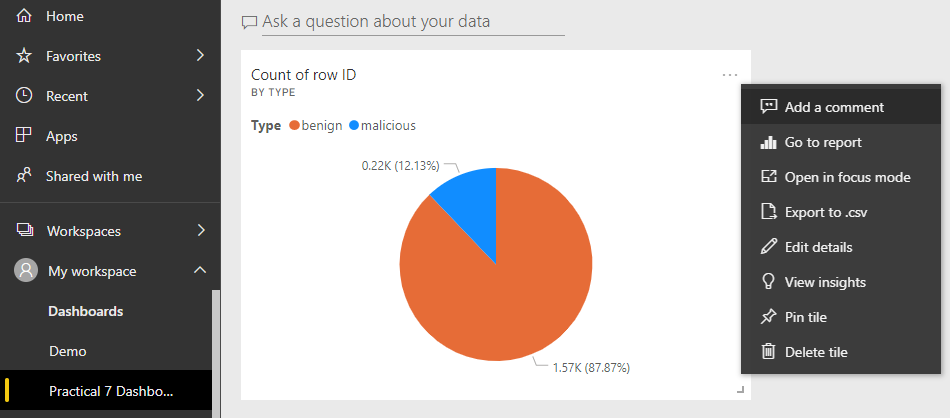 Home
Favorites
Recent
Apps
Shared with me
Workspaces
My workspace
Dashboards
Demo
Practical 7 Dashbo...
Ask a question about your data
Count of row ID
BY TYPE
Type benign malicious
0.22K (12.13%)
1.57K (87.87%)
Add a comment
Go to report
Open in focus mode
Export to .csv
Edit details
View insights
Pin tile
Delete tile